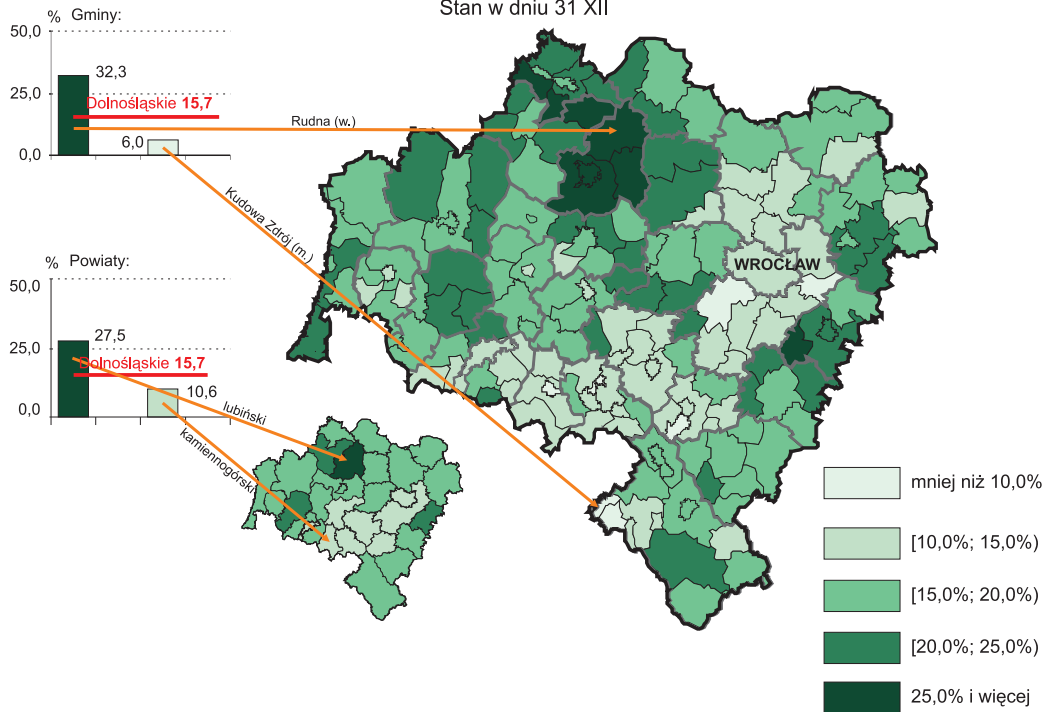 Stan w dniu 31 XII
% Gminy:
50,0
32,3
25,0
Dolnośląskie 15,7
6,0
0,0
Rudna (w.)
Kudowa Zdrój (m.)
WROCŁAW
% Powiaty:
50,0
27,5
25,0
Dolnośląskie 15,7
10,6
0,0
lubiński
kamiennogórski
mniej niż 10,0%
[10,0%; 15,0%)
[15,0%; 20,0%)
[20,0%; 25,0%)
25,0% i więcej